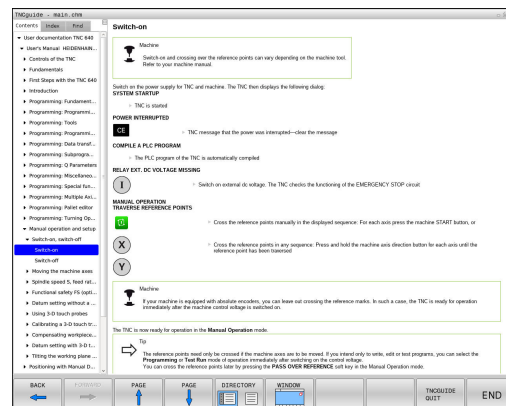 TNCguide - main.chm
Contents Index Find
User documentation TNC 640
User's Manual HEIDENHAIN...
Controls of the TNC
Fundamentals
First Steps with the TNC 640
Introduction
Programming: Fundament...
Programming: Programmi...
Programming: Tools
Programming: Programmi...
Programming: Data transf...
Programming: Subprogra...
Programming: Q Parameters
Programming: Miscellaneo...
Programming: Special fun...
Programming: Multiple Axi...
Programming: Pallet editor
Programming: Turning Op...
Manual operation and setup
Switch-on, switch-off
Switch-on
Switch-off
Moving the machine axes
Spindle speed S, feed rat...
Functional safety FS (opti...
Datum setting without a ...
Using 3-D touch probes
Calibrating a 3-D touch tr...
Compensating workpiece...
Datum setting with 3-D t...
Tilting the working plane ...
Positioning with Manual D...
Switch-on
Machine
Switch-on and crossing over the reference points can vary depending on the machine tool.
Refer to your machine manual.
Switch on the power supply for TNC and machine. The TNC then displays the following dialog:
SYSTEM STARTUP
TNC is started
POWER INTERRUPTED
CE
TNC message that the power was interrupted—clear the message
COMPILE A PLC PROGRAM
The PLC program of the TNC is automatically compiled
RELAY EXT. DC VOLTAGE MISSING
I
Switch on external dc voltage. The TNC checks the functioning of the EMERGENCY STOP circuit
MANUAL OPERATION
TRAVERSE REFERENCE POINTS
Cross the reference points manually in the displayed sequence: For each axis press the machine START button, or
X
Cross the reference points in any sequence: Press and hold the machine axis direction button for each axis until the
reference point has been traversed
Y
Machine
If your machine is equipped with absolute encoders, you can leave out crossing the reference marks. In such a case, the TNC is ready for operation
immediately after the machine control voltage is switched on.
The TNC is now ready for operation in the Manual Operation mode.
Tip
The reference points need only be crossed if the machine axes are to be moved. If you intend only to write, edit or test programs, you can select the
Programming or Test Run mode of operation immediately after switching on the control voltage.
You can cross the reference points later by pressing the PASS OVER REFERENCE soft key in the Manual Operation mode.
BACK
FORWARD
PAGE
PAGE
DIRECTORY
WINDOW
TNCGUIDE
QUIT
END